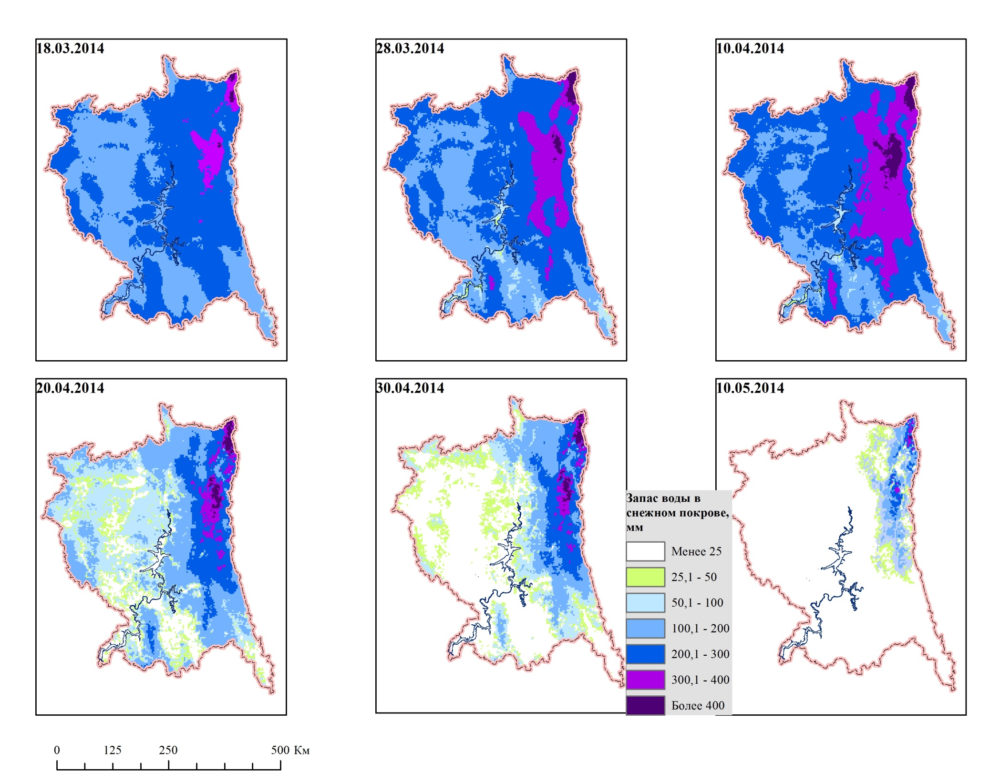 18.03.2014
28.03.2014
10.04.2014
20.04.2014
30.04.2014
10.05.2014
Запас воды в
снежном покрове,
мм
Менее 25
25,1 - 50
50,1 - 100
100,1 - 200
200,1 - 300
300,1 - 400
Более 400
0 125 250 500 Км